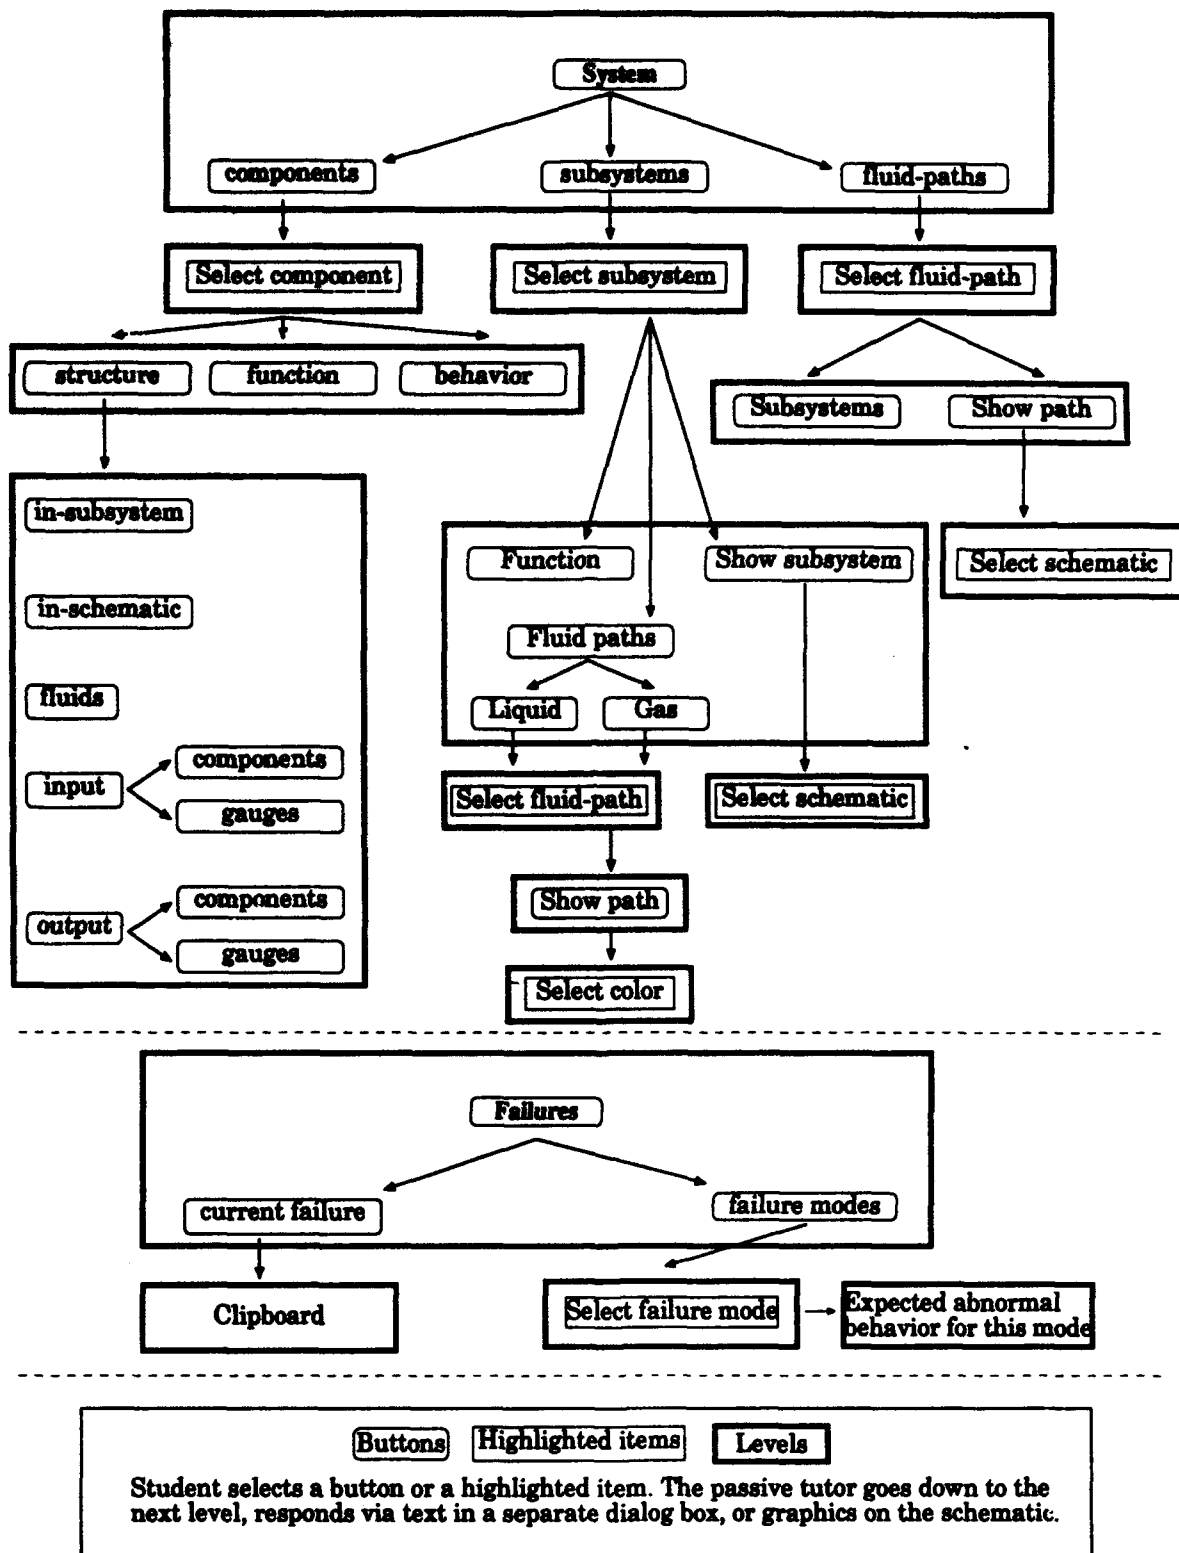 System
components
subsystems
fluid-paths
Select component
Select subsystem
Select fluid-path
structure
function
behavior
Subsystems
Show path
in-subsystem
in-schematic
fluids
input
components
gauges
output
components
gauges
Function
Show subsystem
Select schematic
Fluid paths
Liquid
Gas
Select fluid-path
Select schematic
Show path
Select color
Failures
current failure
failure modes
Clipboard
Select failure mode
Expected abnormal
behavior for this mode
Buttons
Highlighted items
Levels
Student selects a button or a highlighted item. The passive tutor goes down to the
next level, responds via text in a separate dialog box, or graphics on the schematic.